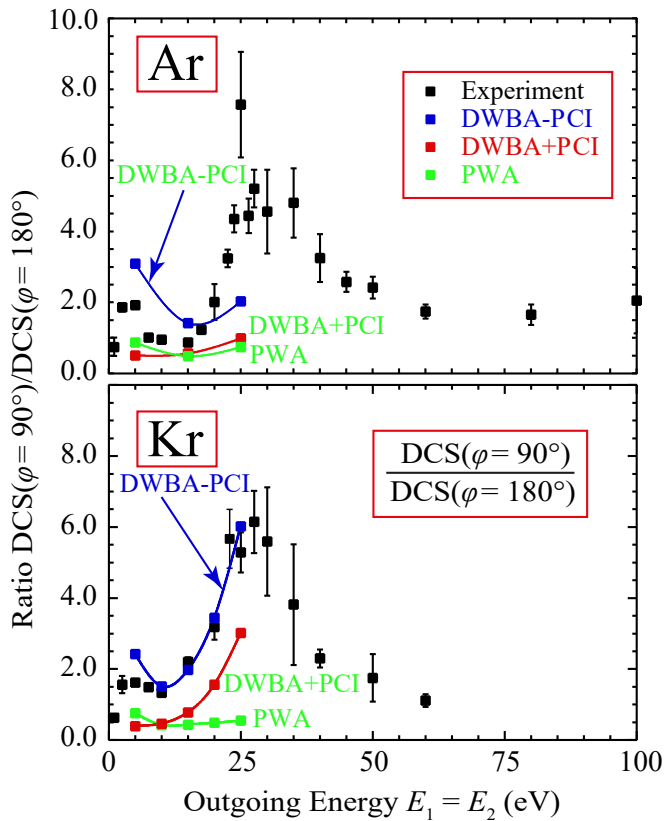 Ratio DCS(φ= 90°)/DCS(φ= 180°)
10.0
8.0
6.0
4.0
2.0
0.0
Ar
Experiment
DWBA-PCI
DWBA+PCI
PWA
DWBA-PCI
DWBA+PCI
PWA
8.0
6.0
4.0
2.0
0.0
Kr
DCS(φ= 90°)
DCS(φ= 180°)
DWBA-PCI
DWBA+PCI
PWA
0 25 50 75 100
Outgoing Energy E₁ = E₂ (eV)